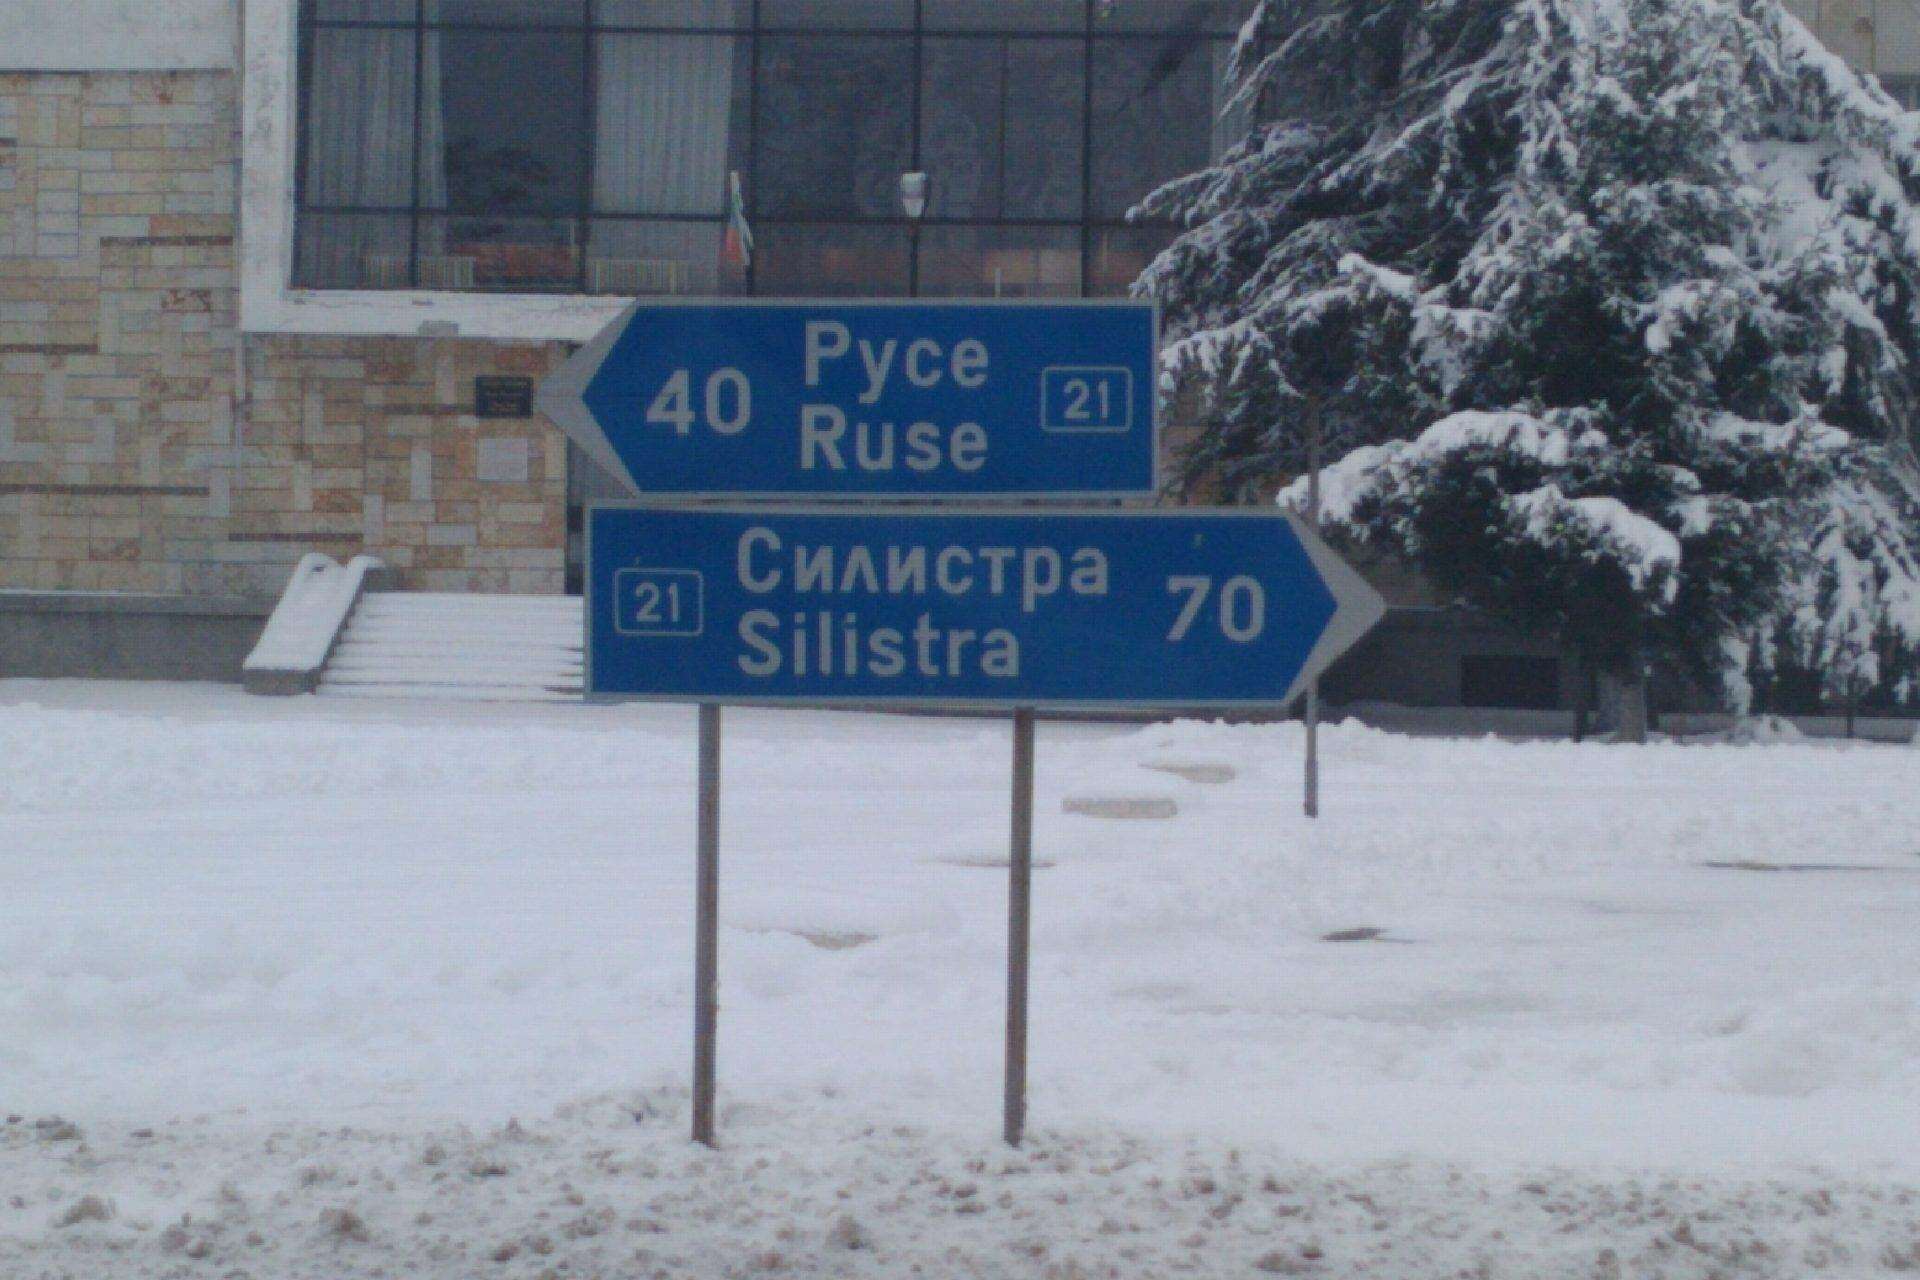 40 Русе 21
Ruse
21 Силистра 70
Silistra